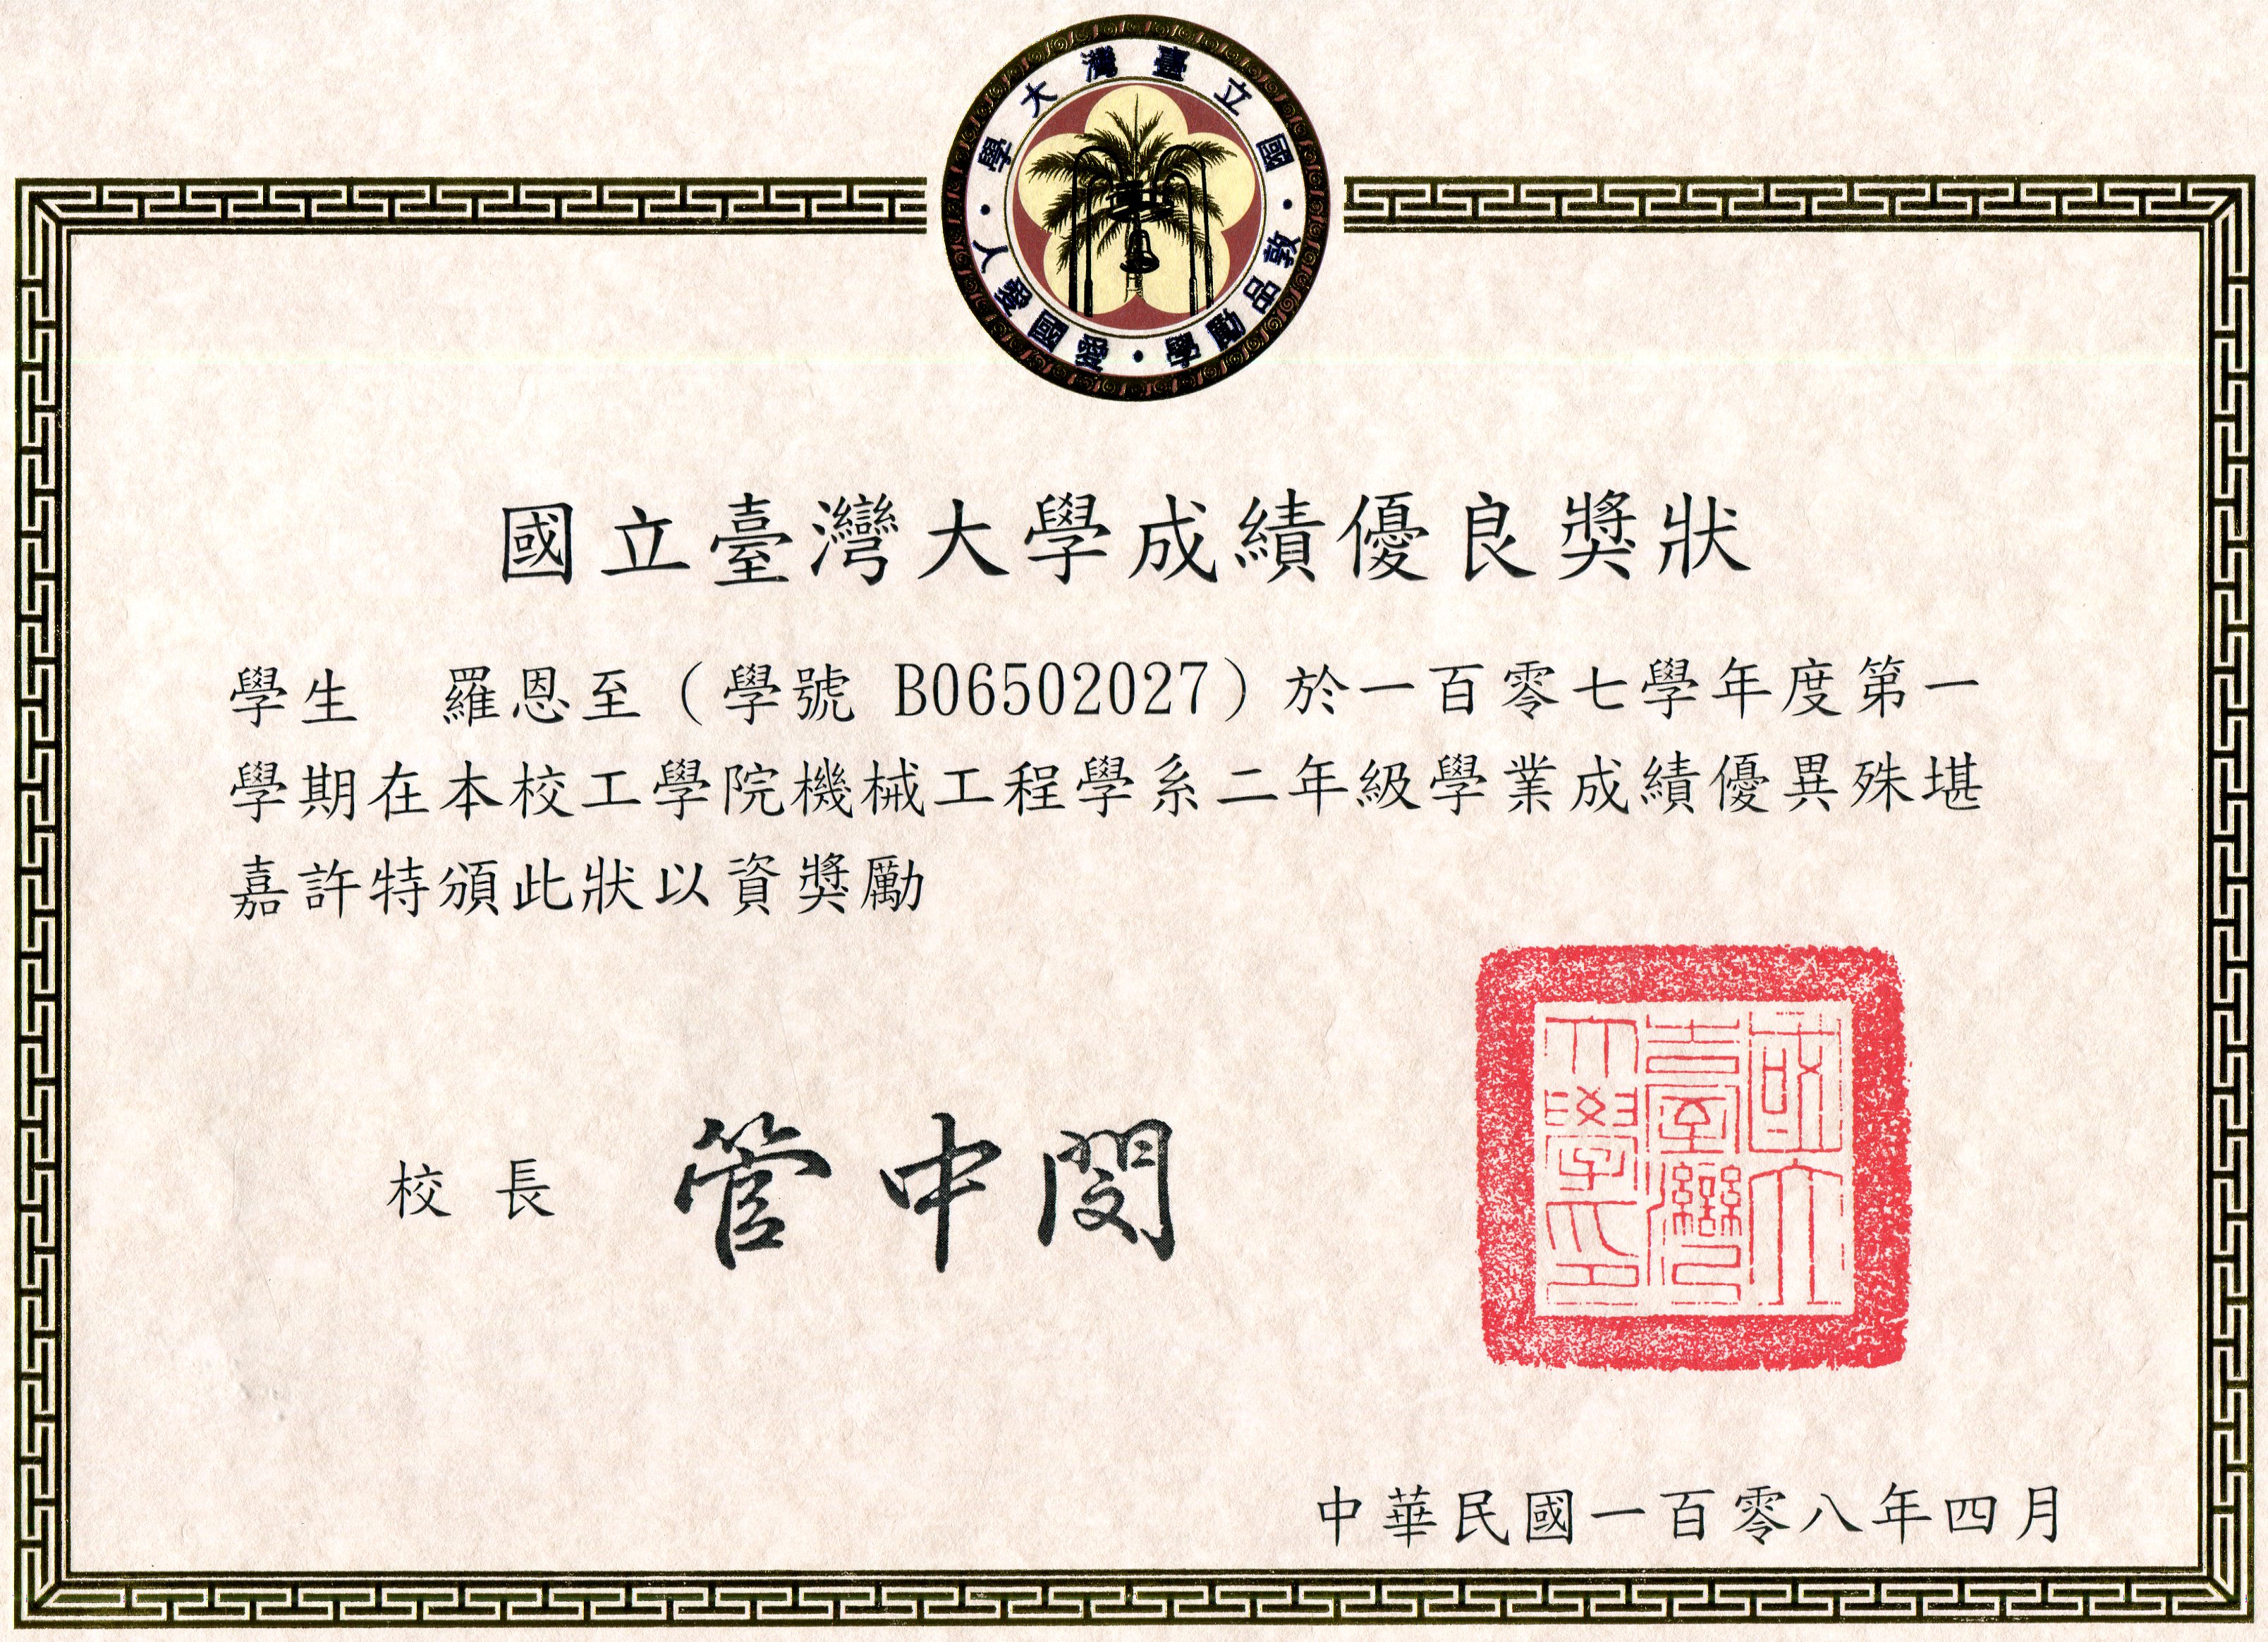 國立臺灣大學
敦品勵學・愛國愛人
國立臺灣大學成績優良獎狀
學生　羅恩至（學號 B06502027）於一百零七學年度第一
學期在本校工學院機械工程學系二年級學業成績優異殊堪
嘉許特頒此狀以資獎勵
校長　管中閔
國立臺灣大學印
中華民國一百零八年四月